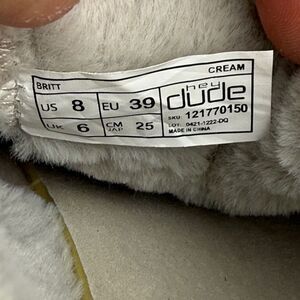 BRITT CREAM
US 8 EU 39
UK 6 CM JAP 25
hey dude
SKU: 121770150
LOT: 0421-1222-DQ
MADE IN CHINA